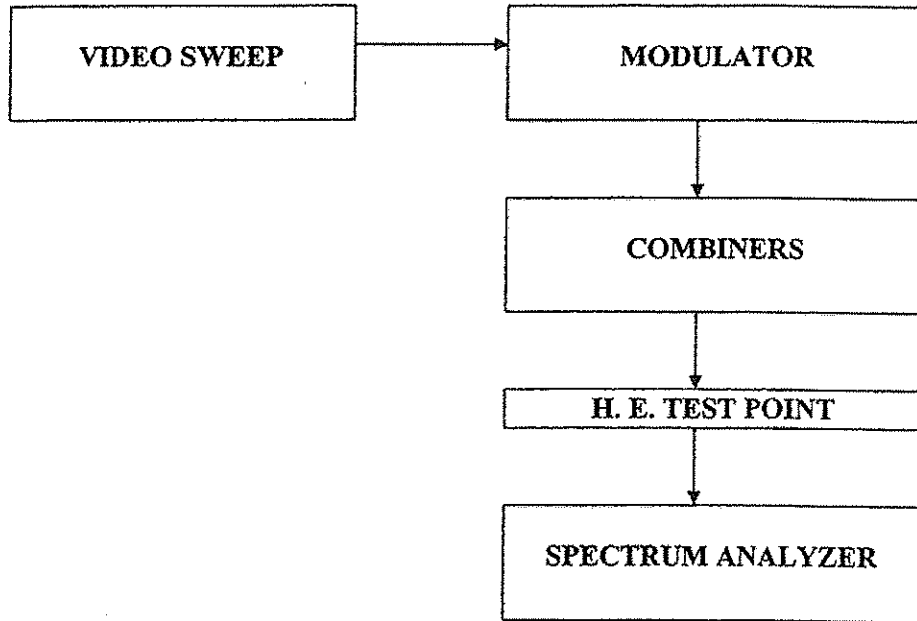 VIDEO SWEEP
MODULATOR
COMBINERS
H. E. TEST POINT
SPECTRUM ANALYZER